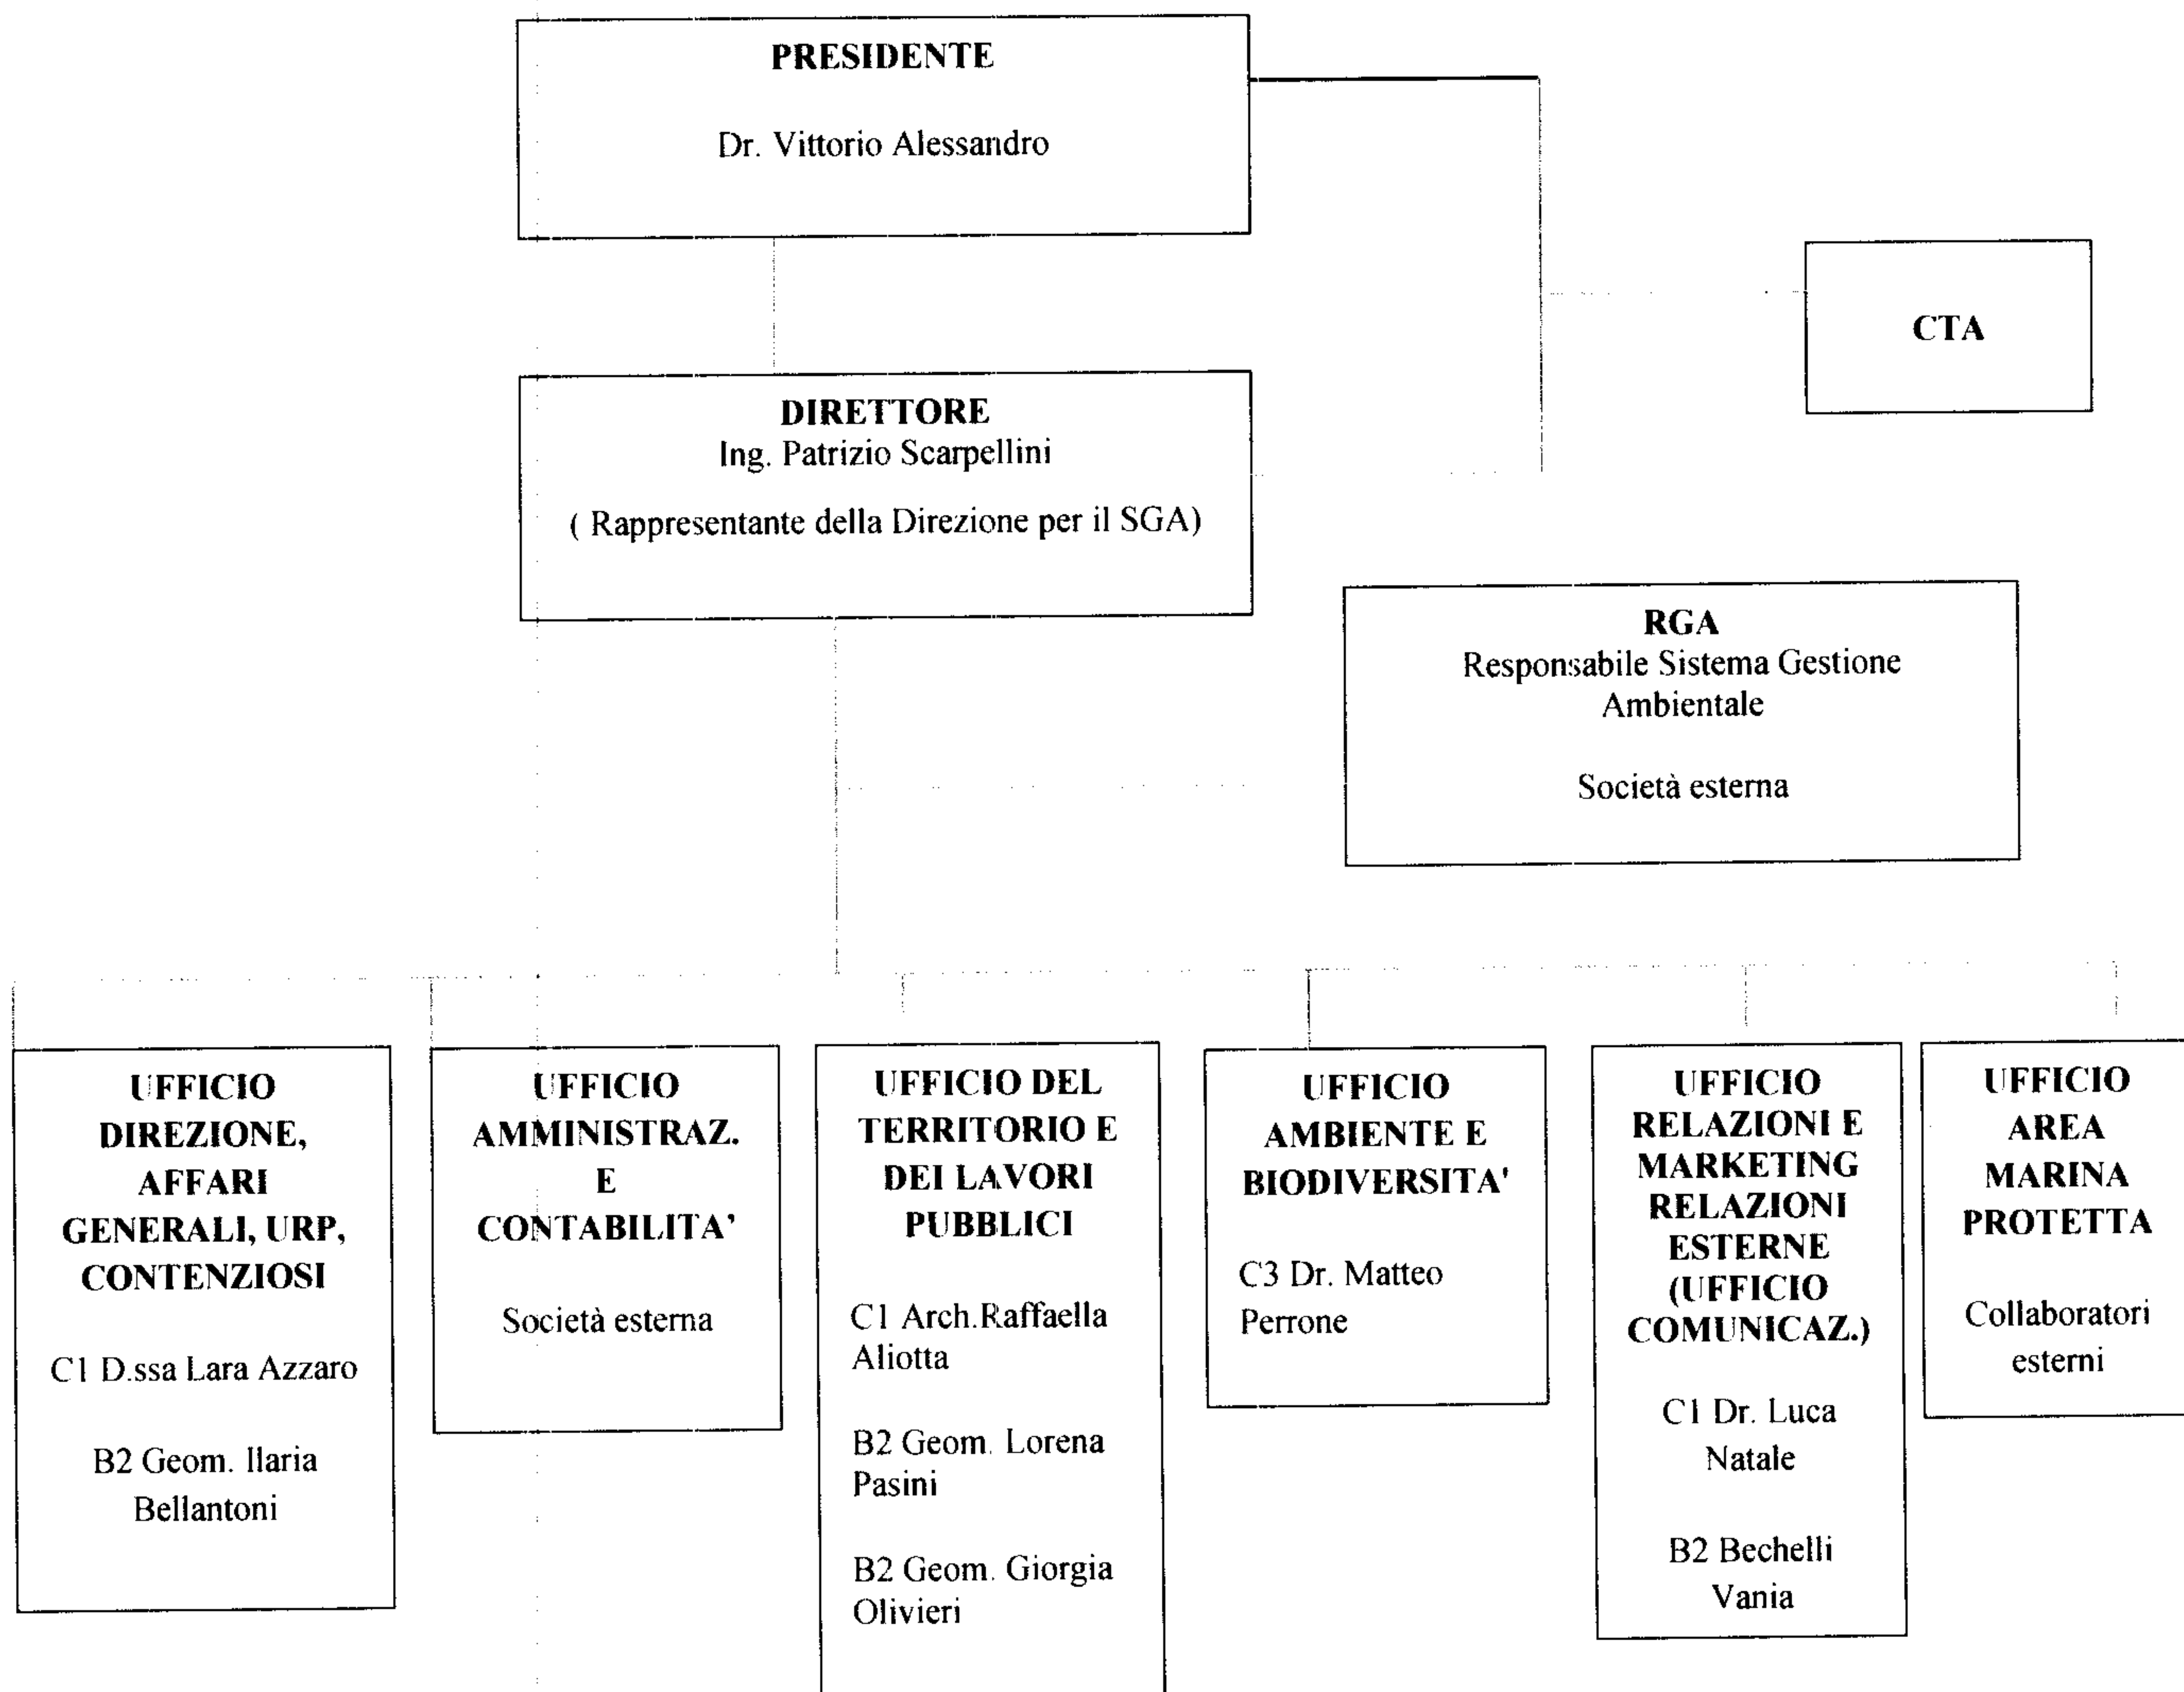 PRESIDENTE
Dr. Vittorio Alessandro
CTA
DIRETTORE
Ing. Patrizio Scarpellini
( Rappresentante della Direzione per il SGA)
RGA
Responsabile Sistema Gestione
Ambientale
Società esterna
UFFICIO
DIREZIONE,
AFFARI
GENERALI, URP,
CONTENZIOSI
C1 D.ssa Lara Azzaro
B2 Geom. Ilaria
Bellantoni
UFFICIO
AMMINISTRAZ.
E
CONTABILITA’
Società esterna
UFFICIO DEL
TERRITORIO E
DEI LAVORI
PUBBLICI
C1 Arch.Raffaella
Aliotta
B2 Geom. Lorena
Pasini
B2 Geom. Giorgia
Olivieri
UFFICIO
AMBIENTE E
BIODIVERSITA'
C3 Dr. Matteo
Perrone
UFFICIO
RELAZIONI E
MARKETING
RELAZIONI
ESTERNE
(UFFICIO
COMUNICAZ.)
C1 Dr. Luca
Natale
B2 Bechelli
Vania
UFFICIO
AREA
MARINA
PROTETTA
Collaboratori
esterni